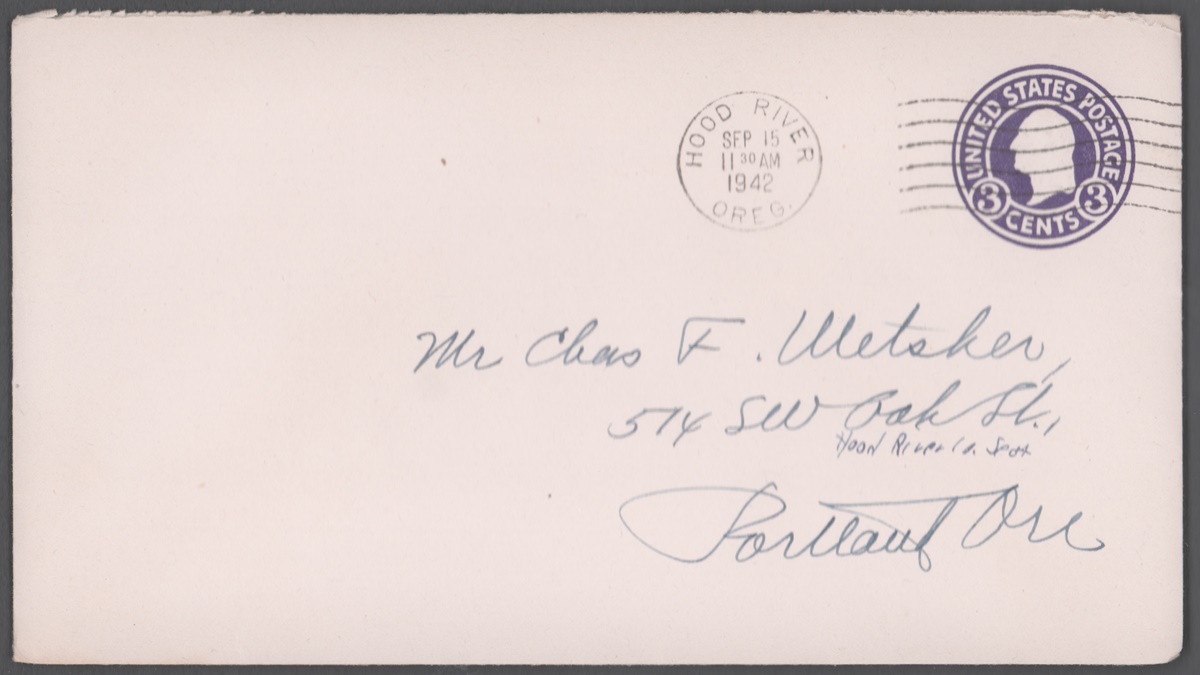 HOOD RIVER
SEP 15
11 30 AM
1942
OREG.
UNITED STATES POSTAGE
3 CENTS 3
Mr Chas F. Metsker,
514 SW Oak St.,
Hood River Co.
Portland Ore